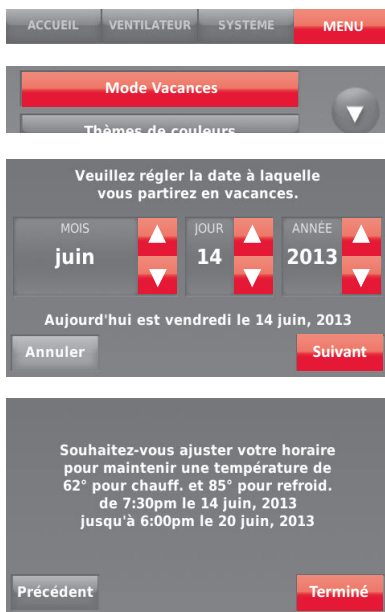 ACCUEIL VENTILATEUR SYSTEME MENU
Mode Vacances
Thèmes de couleurs
Veuillez régler la date à laquelle
vous partirez en vacances.
MOIS JOUR ANNÉE
juin 14 2013
Aujourd'hui est vendredi le 14 juin, 2013
Annuler Suivant
Souhaitez-vous ajuster votre horaire
pour maintenir une température de
62° pour chauff. et 85° pour refroid.
de 7:30pm le 14 juin, 2013
jusqu'à 6:00pm le 20 juin, 2013
Précédent Terminé